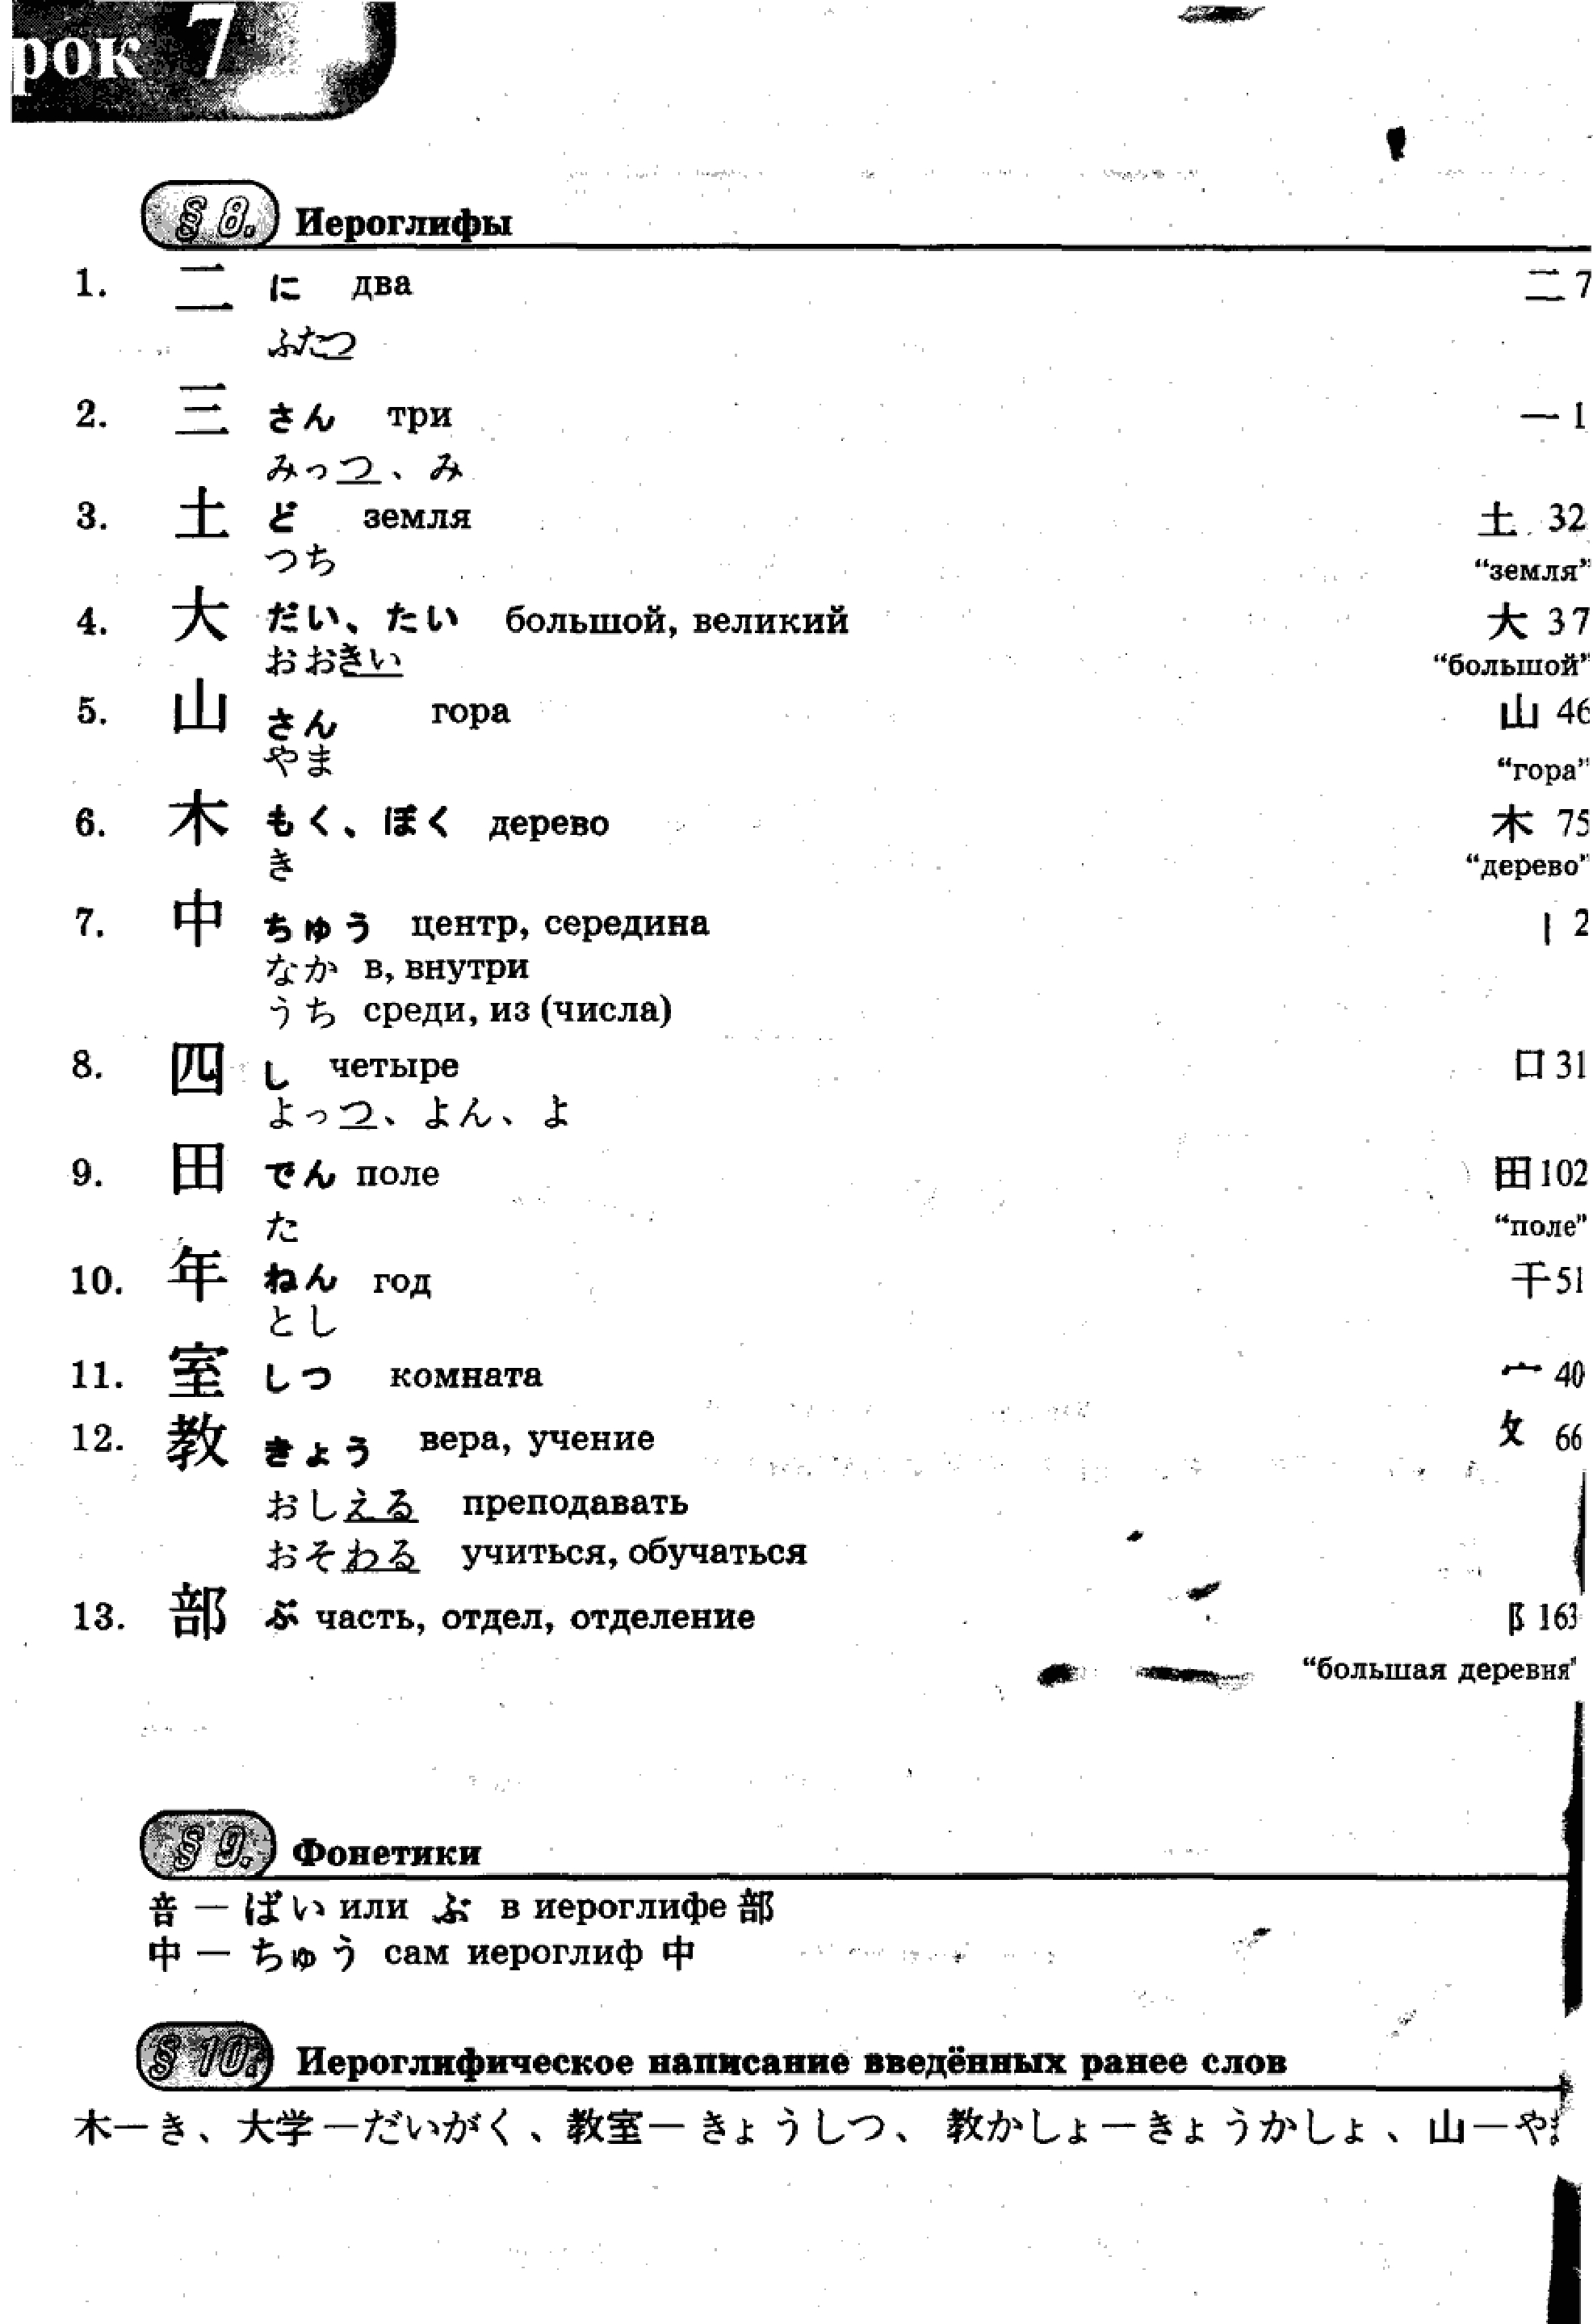 рок 7
§ 8. Иероглифы
1. 二 に два 二 7
ふたつ
2. 三 さん три 一 1
みっつ、み
3. 土 ど земля 土 32
つち “земля”
4. 大 だい、たい большой, великий 大 37
おおきい “большой”
5. 山 さん гора 山 46
やま “гора”
6. 木 もく、ぼく дерево 木 75
き “дерево”
7. 中 ちゅう центр, середина 丨 2
なか в, внутри
うち среди, из (числа)
8. 四 し четыре 口 31
よっつ、よん、よ
9. 田 でん поле 田 102
た “поле”
10. 年 ねん год 干 51
とし
11. 室 しつ комната 宀 40
12. 教 きょう вера, учение 攵 66
おしえる преподавать
おそわる учиться, обучаться
13. 部 ぶ часть, отдел, отделение 阝 163
“большая деревня”
§ 9. Фонетики
咅 — ばい или ぶ в иероглифе 部
中 — ちゅう сам иероглиф 中
§ 10. Иероглифическое написание введённых ранее слов
木—き、大学—だいがく、教室—きょうしつ、教かしょ—きょうかしょ、山—やま